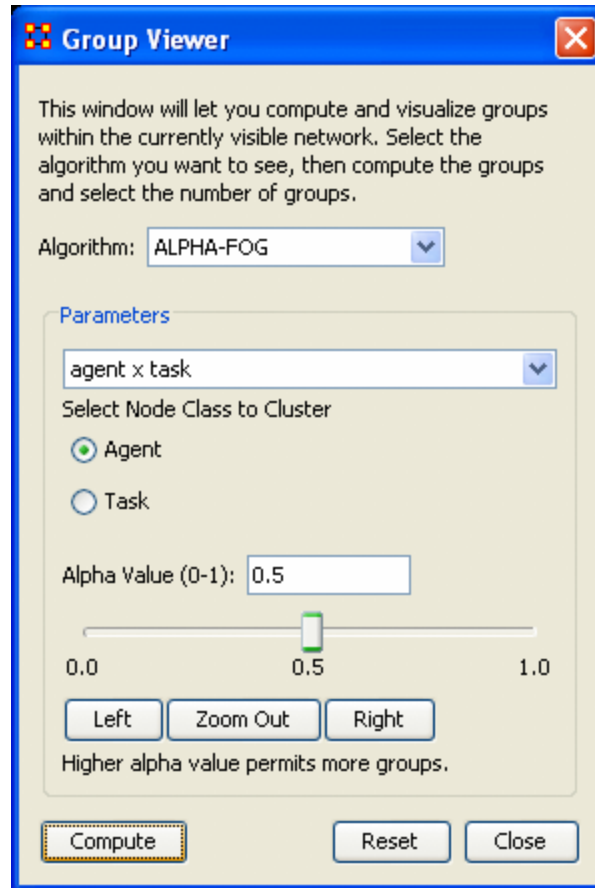 Group Viewer
This window will let you compute and visualize groups
within the currently visible network. Select the
algorithm you want to see, then compute the groups
and select the number of groups.
Algorithm: ALPHA-FOG
Parameters
agent x task
Select Node Class to Cluster
Agent
Task
Alpha Value (0-1): 0.5
0.0 0.5 1.0
Left Zoom Out Right
Higher alpha value permits more groups.
Compute Reset Close